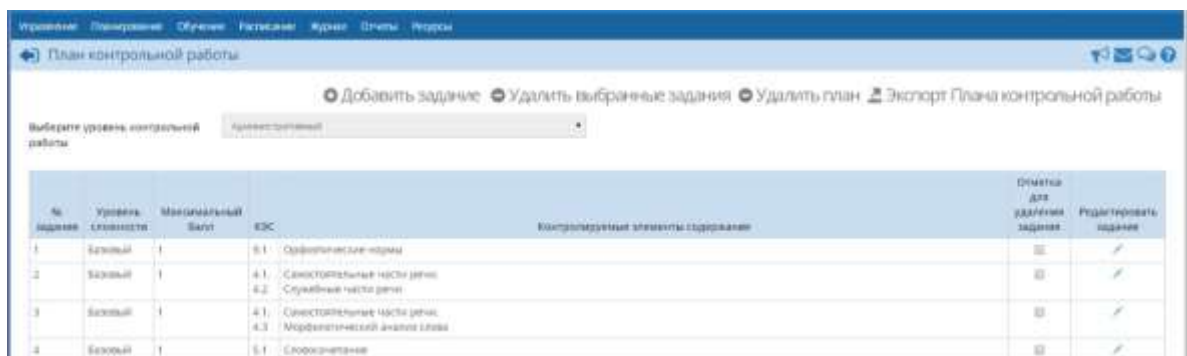 Управление Планирование Обучение Расписание Журнал Отчеты Ресурсы
План контрольной работы
Добавить задание Удалить выбранные задания Удалить план Экспорт Плана контрольной работы
Выберите уровень контрольной
работы
Административный
Отметка
для
удаления
задания
№
задания
Уровень
сложности
Максимальный
балл
КЭС
Контролируемые элементы содержания
Редактировать
задание
1 Базовый 1 9.1 Орфоэпические нормы
2 Базовый 1 4.1. Самостоятельные части речи;
4.2 Служебные части речи
3 Базовый 1 4.1. Самостоятельные части речи;
4.3 Морфологический анализ слова
4 Базовый 1 5.1 Словосочетание